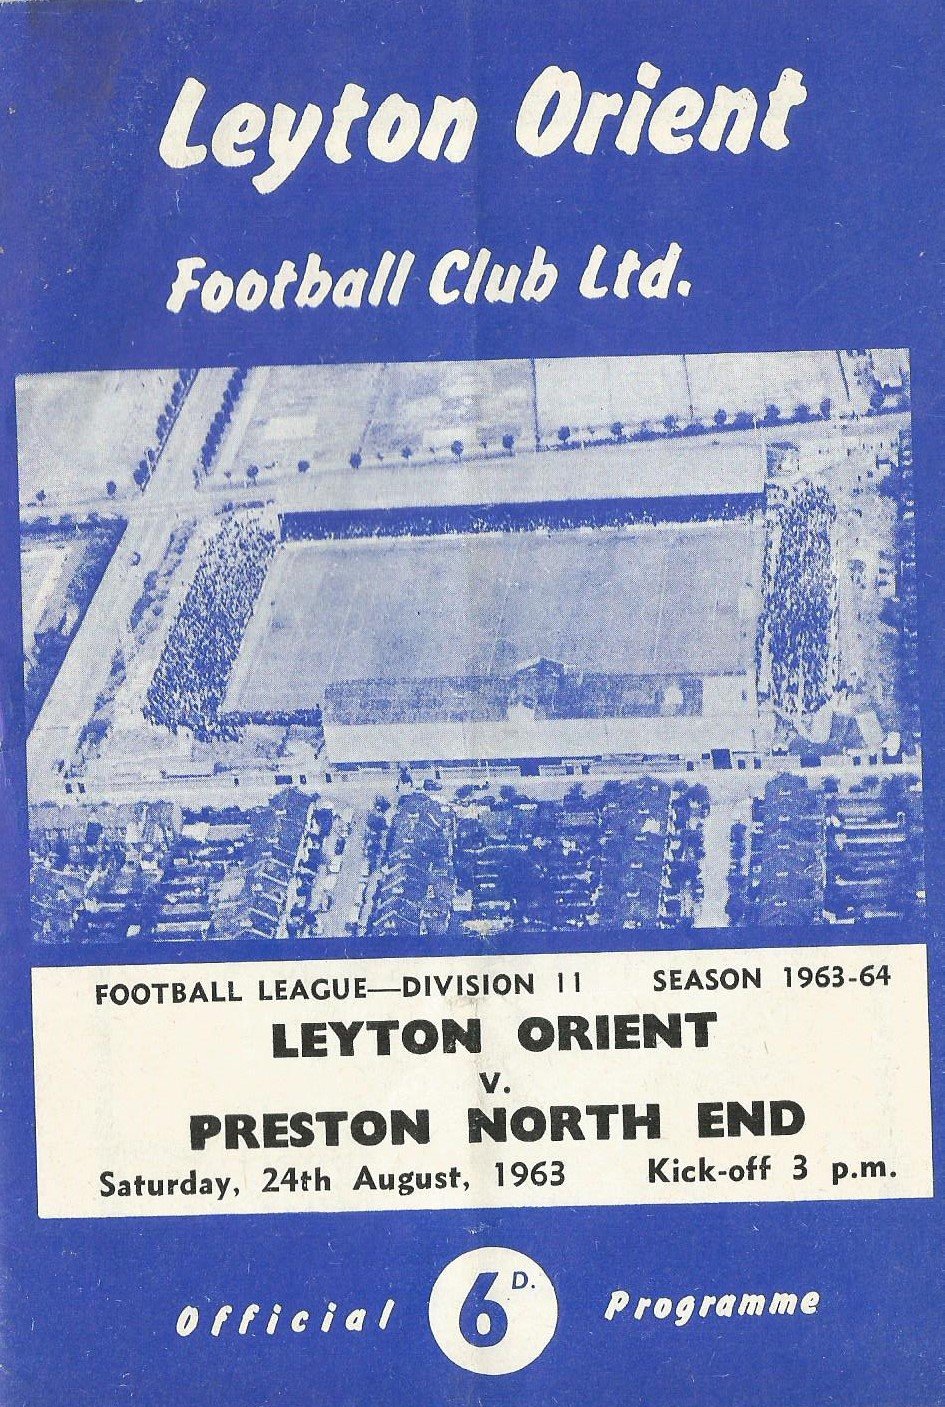 Leyton Orient
Football Club Ltd.
FOOTBALL LEAGUE—DIVISION 11 SEASON 1963-64
LEYTON ORIENT
v.
PRESTON NORTH END
Saturday, 24th August, 1963 Kick-off 3 p.m.
Official 6D. Programme